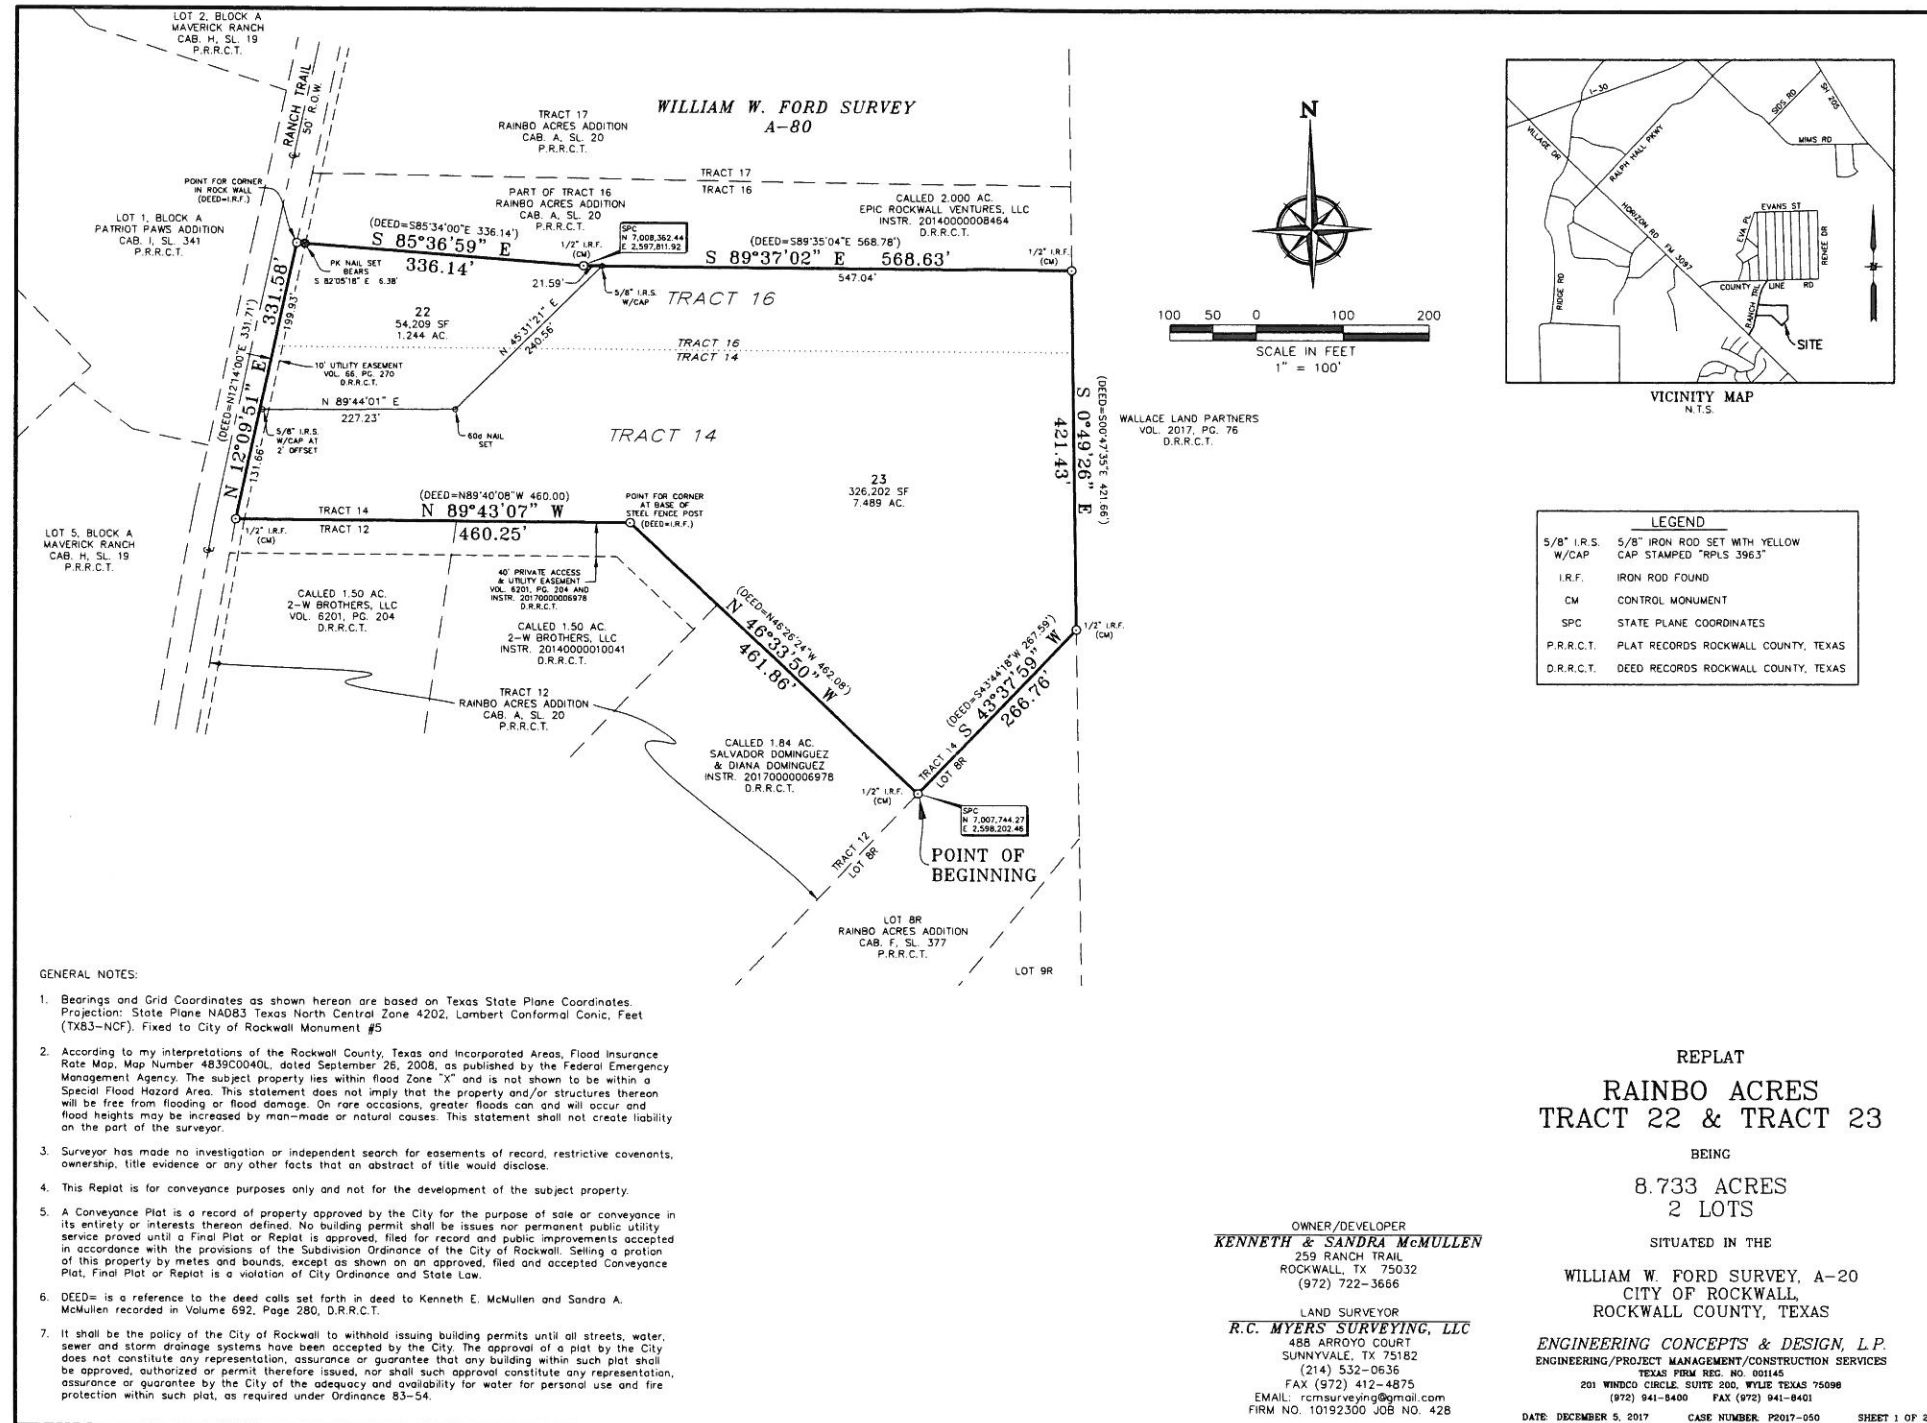 LOT 2, BLOCK A
MAVERICK RANCH
CAB. H, SL. 19
P.R.R.C.T.
RANCH TRAIL
50' R.O.W.
WILLIAM W. FORD SURVEY
A-80
TRACT 17
RAINBO ACRES ADDITION
CAB. A, SL. 20
P.R.R.C.T.
TRACT 17
TRACT 16
POINT FOR CORNER
IN ROCK WALL
(DEED=I.R.F.)
LOT 1, BLOCK A
PATRIOT PAWS ADDITION
CAB. I, SL. 341
P.R.R.C.T.
PART OF TRACT 16
RAINBO ACRES ADDITION
CAB. A, SL. 20
P.R.R.C.T.
CALLED 2.000 AC.
EPIC ROCKWALL VENTURES, LLC
INSTR. 20140000008464
D.R.R.C.T.
(DEED=S85°34'00"E 336.14')
S 85°36'59" E
336.14'
1/2" I.R.F.
(CM)
SPC
N 7,008,362.44
E 2,597,811.92
(DEED=S89°35'04"E 568.78')
S 89°37'02" E 568.63'
547.04'
1/2" I.R.F.
(CM)
PK NAIL SET
BEARS
S 82°05'18" E 6.38'
21.59'
5/8" I.R.S.
W/CAP
TRACT 16
22
54,209 SF
1.244 AC.
N 45°31'21" E
240.56'
TRACT 16
TRACT 14
(DEED=N12°14'00"E 331.71')
N 12°09'51" E
331.58'
199.93'
131.66'
10' UTILITY EASEMENT
VOL. 66, PG. 270
D.R.R.C.T.
N 89°44'01" E
227.23'
5/8" I.R.S.
W/CAP AT
2' OFFSET
60d NAIL
SET
TRACT 14
23
326,202 SF
7.489 AC.
S 0°49'26" E
421.43'
(DEED=S00°47'35"E 421.66')
WALLACE LAND PARTNERS
VOL. 2017, PG. 76
D.R.R.C.T.
(DEED=N89°40'08"W 460.00)
N 89°43'07" W
460.25'
TRACT 14
TRACT 12
1/2" I.R.F.
(CM)
POINT FOR CORNER
AT BASE OF
STEEL FENCE POST
(DEED=I.R.F.)
LOT 5, BLOCK A
MAVERICK RANCH
CAB. H, SL. 19
P.R.R.C.T.
40' PRIVATE ACCESS
& UTILITY EASEMENT
VOL. 6201, PG. 204 AND
INSTR. 20170000006978
D.R.R.C.T.
CALLED 1.50 AC.
2-W BROTHERS, LLC
VOL. 6201, PG. 204
D.R.R.C.T.
CALLED 1.50 AC.
2-W BROTHERS, LLC
INSTR. 20140000010041
D.R.R.C.T.
(DEED=N46°26'24"W 462.08')
N 46°33'50" W
461.86'
(DEED=S43°44'18"W 267.59')
S 43°37'59" W
266.76'
1/2" I.R.F.
(CM)
TRACT 12
RAINBO ACRES ADDITION
CAB. A, SL. 20
P.R.R.C.T.
CALLED 1.84 AC.
SALVADOR DOMINGUEZ
& DIANA DOMINGUEZ
INSTR. 20170000006978
D.R.R.C.T.
TRACT 14
LOT 8R
1/2" I.R.F.
(CM)
SPC
N 7,007,744.27
E 2,598,202.46
TRACT 12
LOT 8R
POINT OF
BEGINNING
LOT 8R
RAINBO ACRES ADDITION
CAB. F, SL. 377
P.R.R.C.T.
LOT 9R
N
100 50 0 100 200
SCALE IN FEET
1" = 100'
I-30
SIDS RD
SH 205
MIMS RD
VILLAGE DR
RALPH HALL PKWY
HORIZON RD
FM 3097
EVANS ST
EVA PL
RENEE DR
COUNTY LINE RD
RIDGE RD
RANCH TRL
SITE
N
VICINITY MAP
N.T.S.
LEGEND
5/8" I.R.S. 5/8" IRON ROD SET WITH YELLOW
W/CAP CAP STAMPED "RPLS 3963"
I.R.F. IRON ROD FOUND
CM CONTROL MONUMENT
SPC STATE PLANE COORDINATES
P.R.R.C.T. PLAT RECORDS ROCKWALL COUNTY, TEXAS
D.R.R.C.T. DEED RECORDS ROCKWALL COUNTY, TEXAS
GENERAL NOTES:
1. Bearings and Grid Coordinates as shown hereon are based on Texas State Plane Coordinates.
Projection: State Plane NAD83 Texas North Central Zone 4202, Lambert Conformal Conic, Feet
(TX83-NCF). Fixed to City of Rockwall Monument #5
2. According to my interpretations of the Rockwall County, Texas and Incorporated Areas, Flood Insurance
Rate Map, Map Number 4839C0040L, dated September 26, 2008, as published by the Federal Emergency
Management Agency. The subject property lies within flood Zone "X" and is not shown to be within a
Special Flood Hazard Area. This statement does not imply that the property and/or structures thereon
will be free from flooding or flood damage. On rare occasions, greater floods can and will occur and
flood heights may be increased by man-made or natural causes. This statement shall not create liability
on the part of the surveyor.
3. Surveyor has made no investigation or independent search for easements of record, restrictive covenants,
ownership, title evidence or any other facts that an abstract of title would disclose.
4. This Replat is for conveyance purposes only and not for the development of the subject property.
5. A Conveyance Plat is a record of property approved by the City for the purpose of sale or conveyance in
its entirety or interests thereon defined. No building permit shall be issues nor permanent public utility
service proved until a Final Plat or Replat is approved, filed for record and public improvements accepted
in accordance with the provisions of the Subdivision Ordinance of the City of Rockwall. Selling a protion
of this property by metes and bounds, except as shown on an approved, filed and accepted Conveyance
Plat, Final Plat or Replat is a violation of City Ordinance and State Law.
6. DEED= is a reference to the deed calls set forth in deed to Kenneth E. McMullen and Sandra A.
McMullen recorded in Volume 692, Page 280, D.R.R.C.T.
7. It shall be the policy of the City of Rockwall to withhold issuing building permits until all streets, water,
sewer and storm drainage systems have been accepted by the City. The approval of a plat by the City
does not constitute any representation, assurance or guarantee that any building within such plat shall
be approved, authorized or permit therefore issued, nor shall such approval constitute any representation,
assurance or guarantee by the City of the adequacy and availability for water for personal use and fire
protection within such plat, as required under Ordinance 83-54.
OWNER/DEVELOPER
KENNETH & SANDRA McMULLEN
259 RANCH TRAIL
ROCKWALL, TX 75032
(972) 722-3666
LAND SURVEYOR
R.C. MYERS SURVEYING, LLC
488 ARROYO COURT
SUNNYVALE, TX 75182
(214) 532-0636
FAX (972) 412-4875
EMAIL: rcmsurveying@gmail.com
FIRM NO. 10192300 JOB NO. 428
REPLAT
RAINBO ACRES
TRACT 22 & TRACT 23
BEING
8.733 ACRES
2 LOTS
SITUATED IN THE
WILLIAM W. FORD SURVEY, A-20
CITY OF ROCKWALL,
ROCKWALL COUNTY, TEXAS
ENGINEERING CONCEPTS & DESIGN, L.P.
ENGINEERING/PROJECT MANAGEMENT/CONSTRUCTION SERVICES
TEXAS FIRM REG. NO. 001145
201 WINDCO CIRCLE, SUITE 200, WYLIE TEXAS 75098
(972) 941-8400 FAX (972) 941-8401
DATE: DECEMBER 5, 2017 CASE NUMBER P2017-050 SHEET 1 OF 2